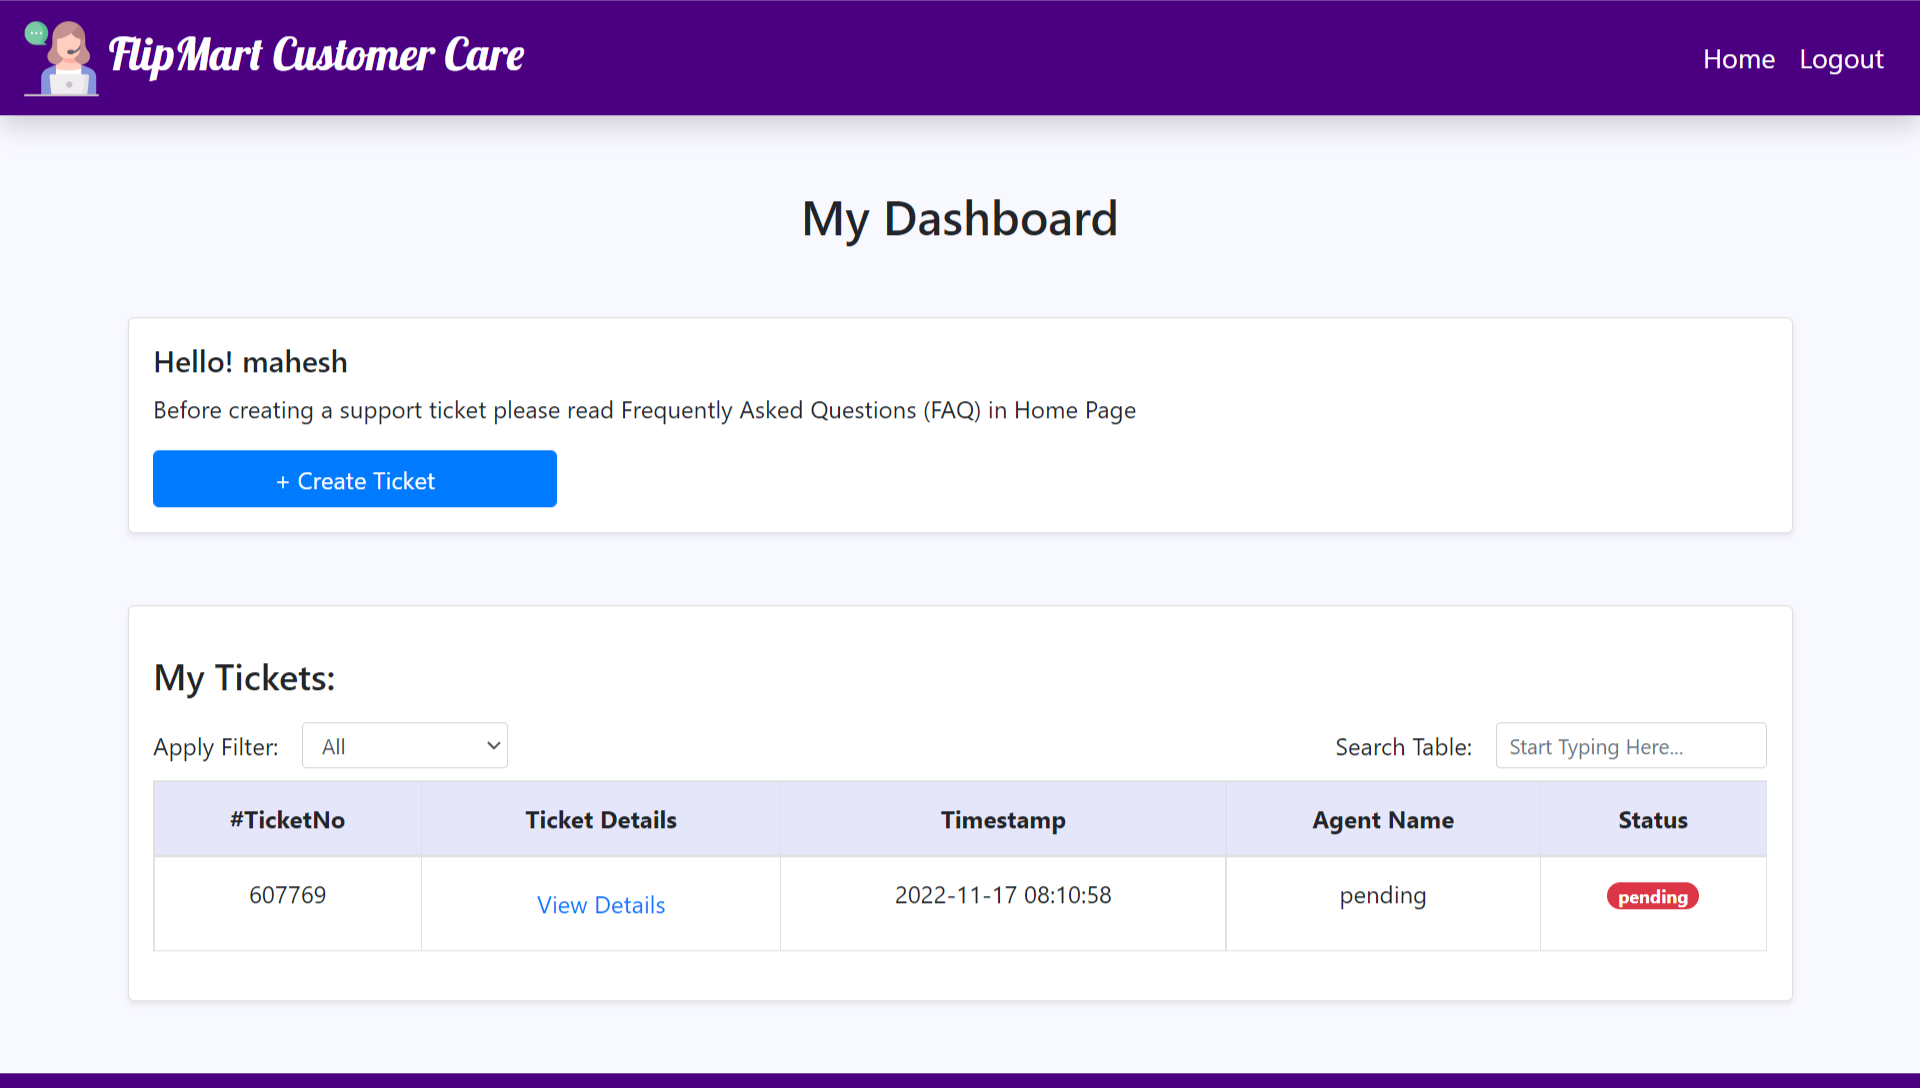 FlipMart Customer Care
Home Logout
My Dashboard
Hello! mahesh
Before creating a support ticket please read Frequently Asked Questions (FAQ) in Home Page
+ Create Ticket
My Tickets:
Apply Filter: All Search Table: Start Typing Here...
#TicketNo Ticket Details Timestamp Agent Name Status
607769 View Details 2022-11-17 08:10:58 pending pending